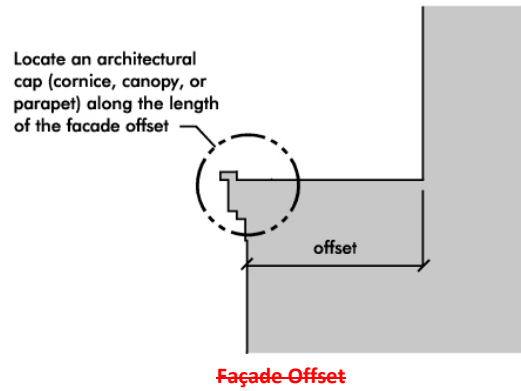 Locate an architectural
cap (cornice, canopy, or
parapet) along the length
of the facade offset
offset
Façade Offset